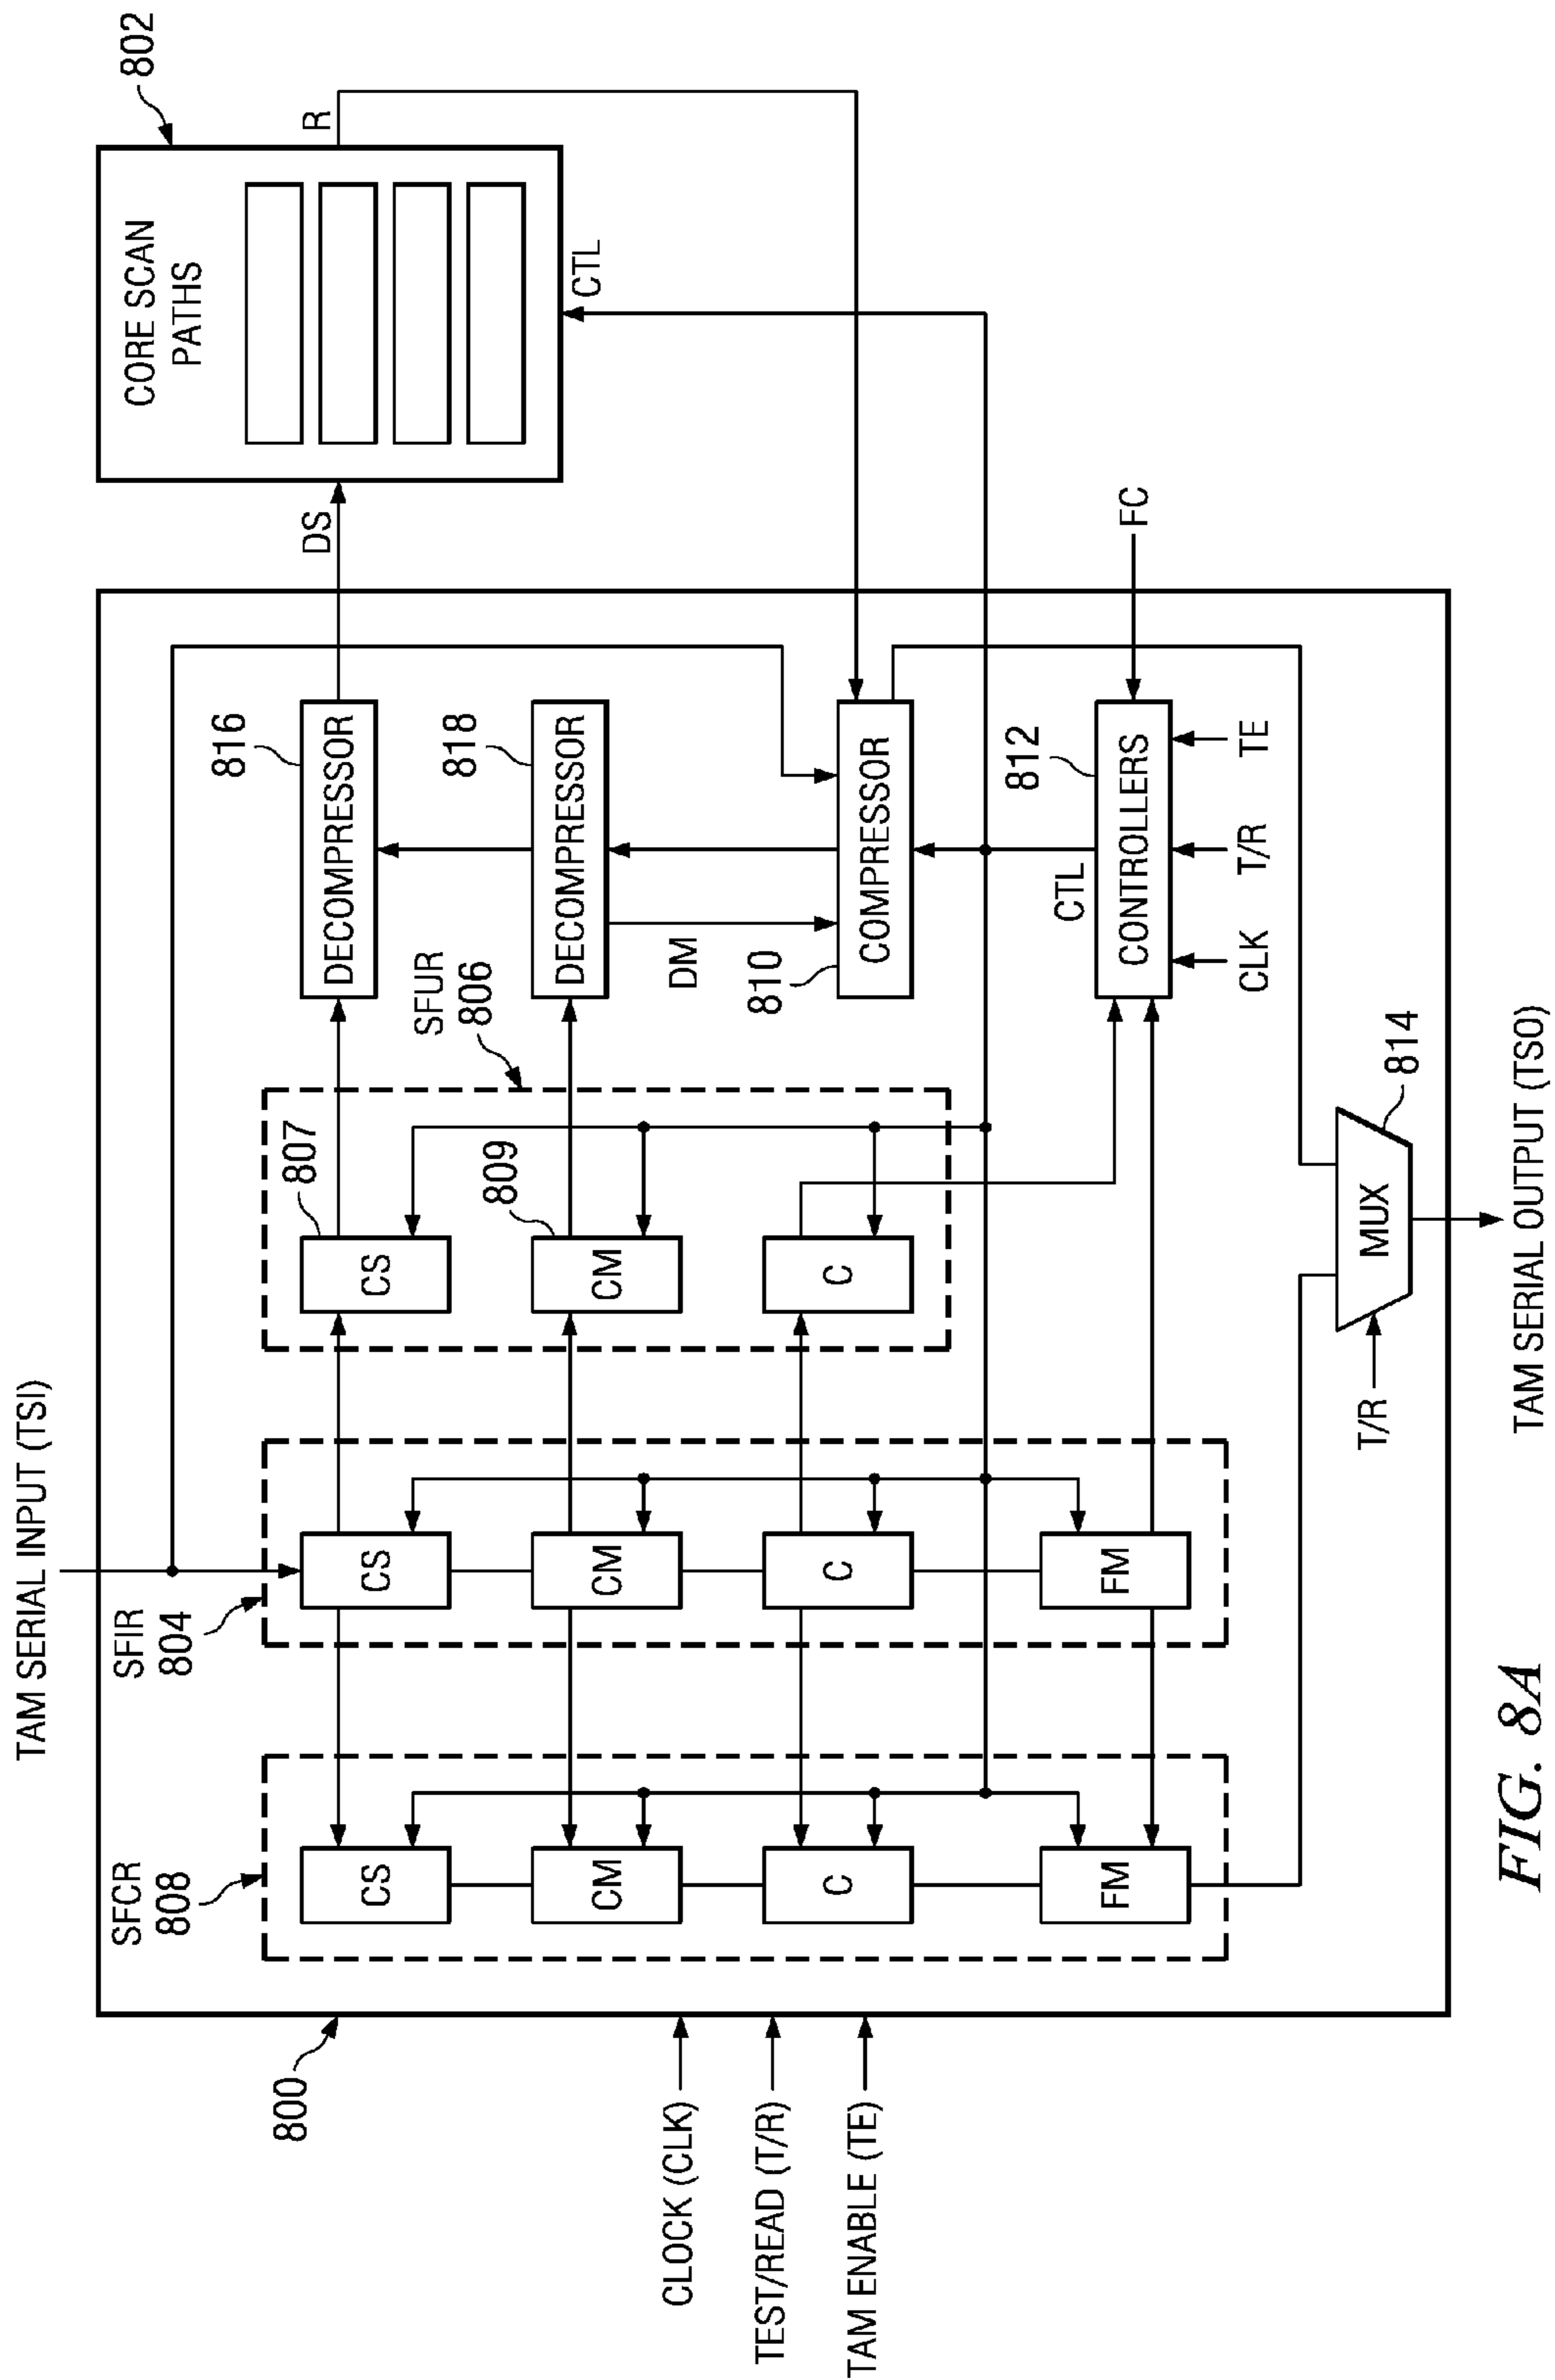 802
CORE SCAN
PATHS
R
DS
CTL
816
DECOMPRESSOR
818
DECOMPRESSOR
DM
810
COMPRESSOR
812
CTL
CONTROLLERS
FC
CLK
T/R
TE
SFUR
806
807
CS
809
CM
C
TAM SERIAL INPUT (TSI)
SFIR
804
CS
CM
C
FM
SFCR
808
CS
CM
C
FM
T/R
MUX
814
TAM SERIAL OUTPUT (TSO)
800
CLOCK (CLK)
TEST/READ (T/R)
TAM ENABLE (TE)
FIG. 8A